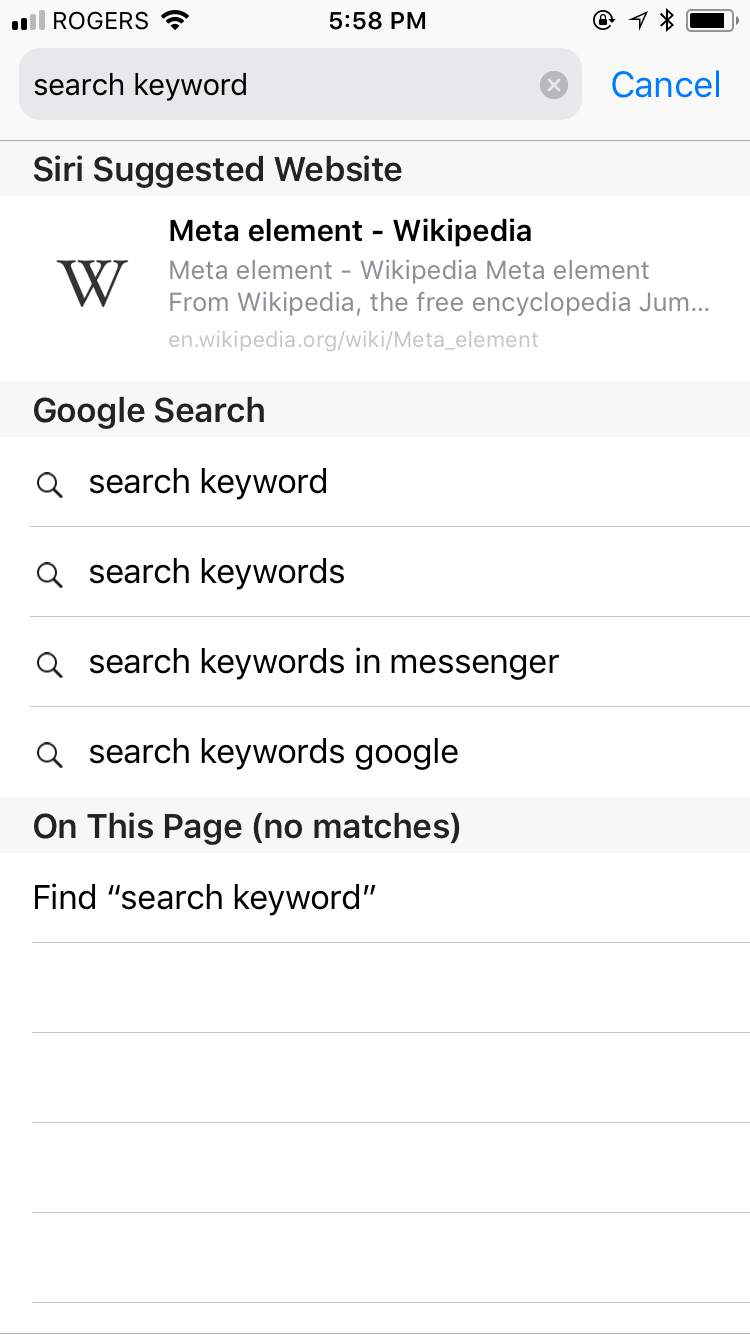 ROGERS 5:58 PM
search keyword Cancel
Siri Suggested Website
W
Meta element - Wikipedia
Meta element - Wikipedia Meta element
From Wikipedia, the free encyclopedia Jum...
en.wikipedia.org/wiki/Meta_element
Google Search
search keyword
search keywords
search keywords in messenger
search keywords google
On This Page (no matches)
Find “search keyword”